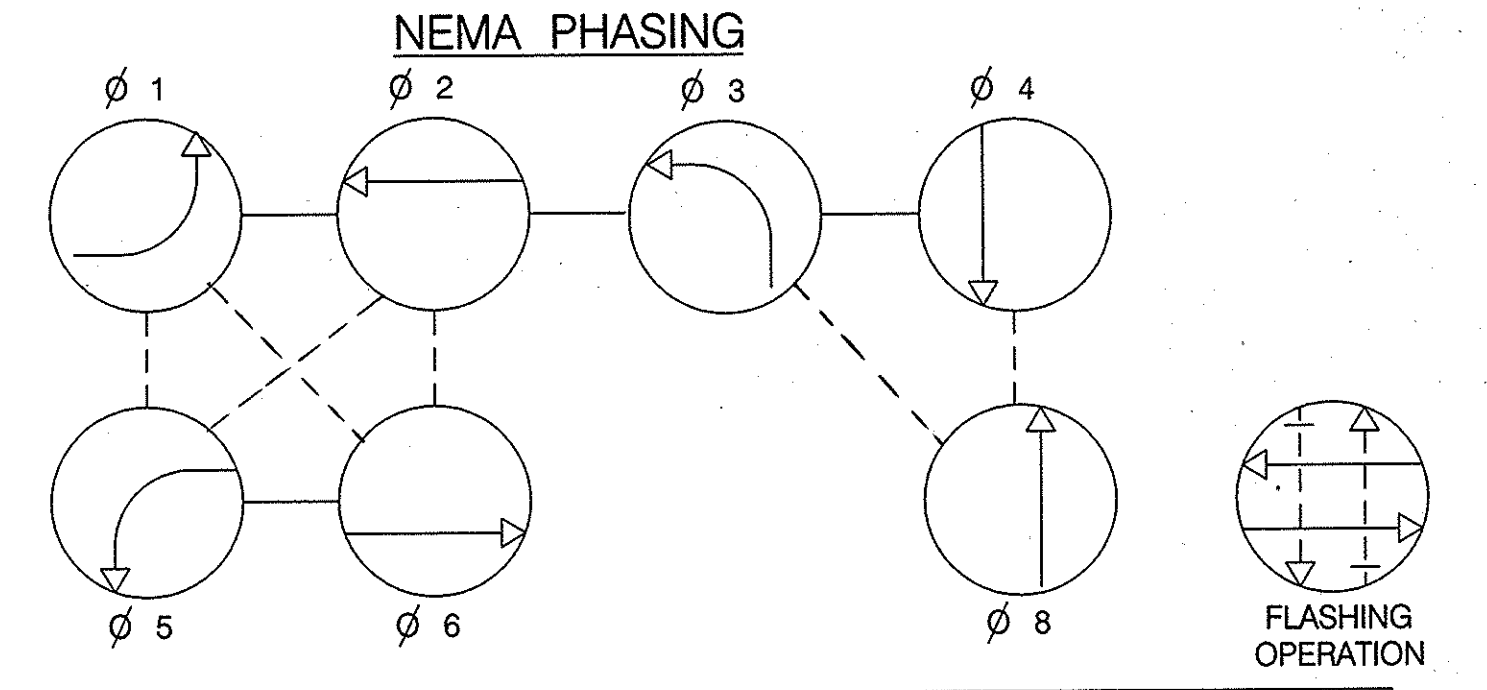 NEMA PHASING
Ø 1
Ø 2
Ø 3
Ø 4
Ø 5
Ø 6
Ø 8
FLASHING
OPERATION